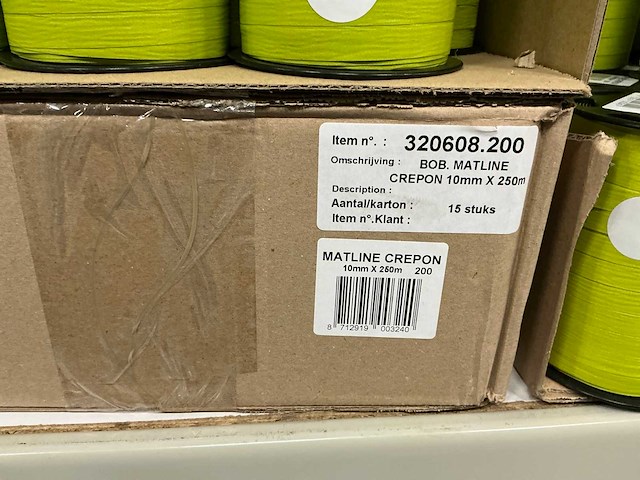 Item n°. : 320608.200
Omschrijving : BOB. MATLINE
CREPON 10mm X 250m
Description :
Aantal/karton : 15 stuks
Item n°.Klant :
MATLINE CREPON
10mm X 250m 200
8 712919 003240